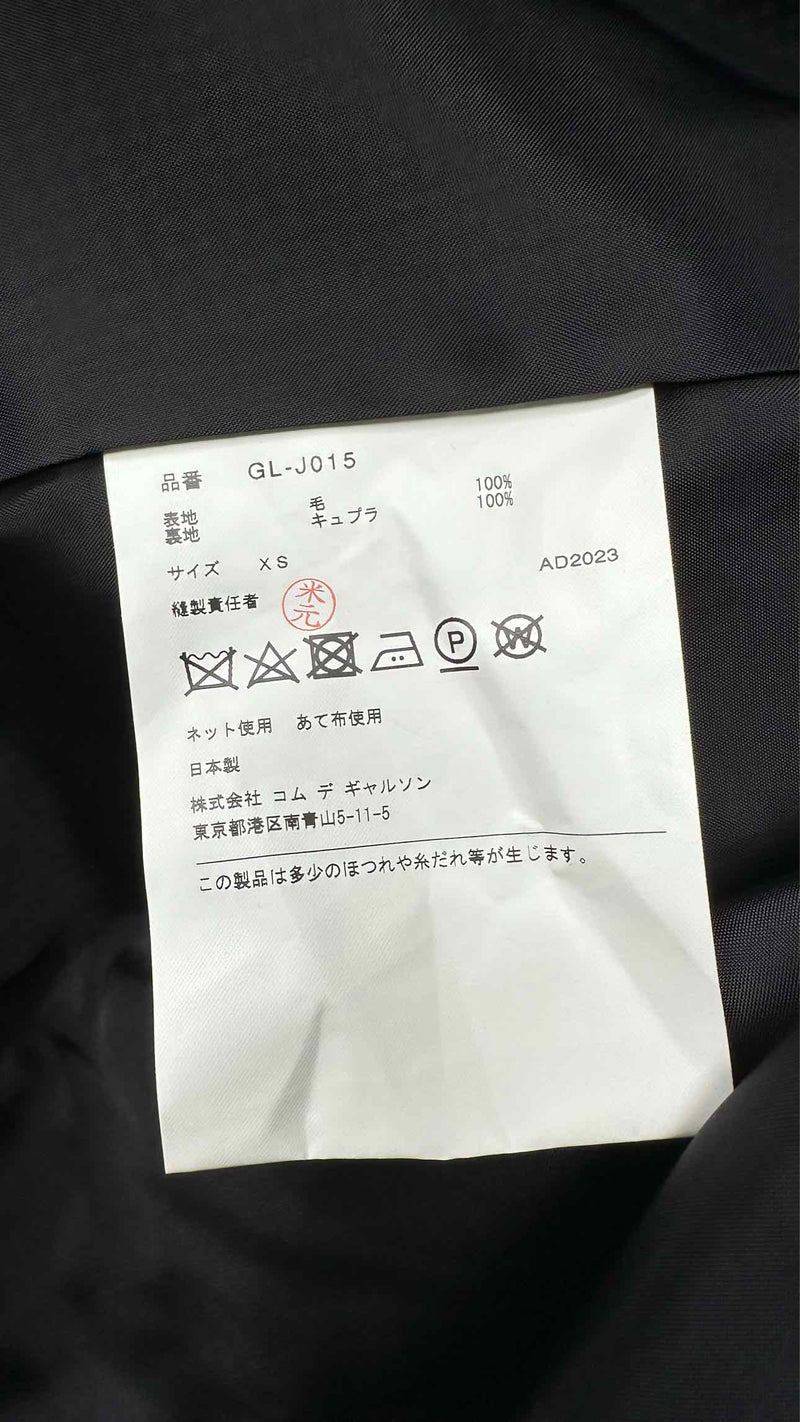 品番 GL-J015
表地 毛 100%
裏地 キュプラ 100%
サイズ XS AD2023
縫製責任者 米元
P W
ネット使用 あて布使用
日本製
株式会社 コム デ ギャルソン
東京都港区南青山5-11-5
この製品は多少のほつれや糸だれ等が生じます。